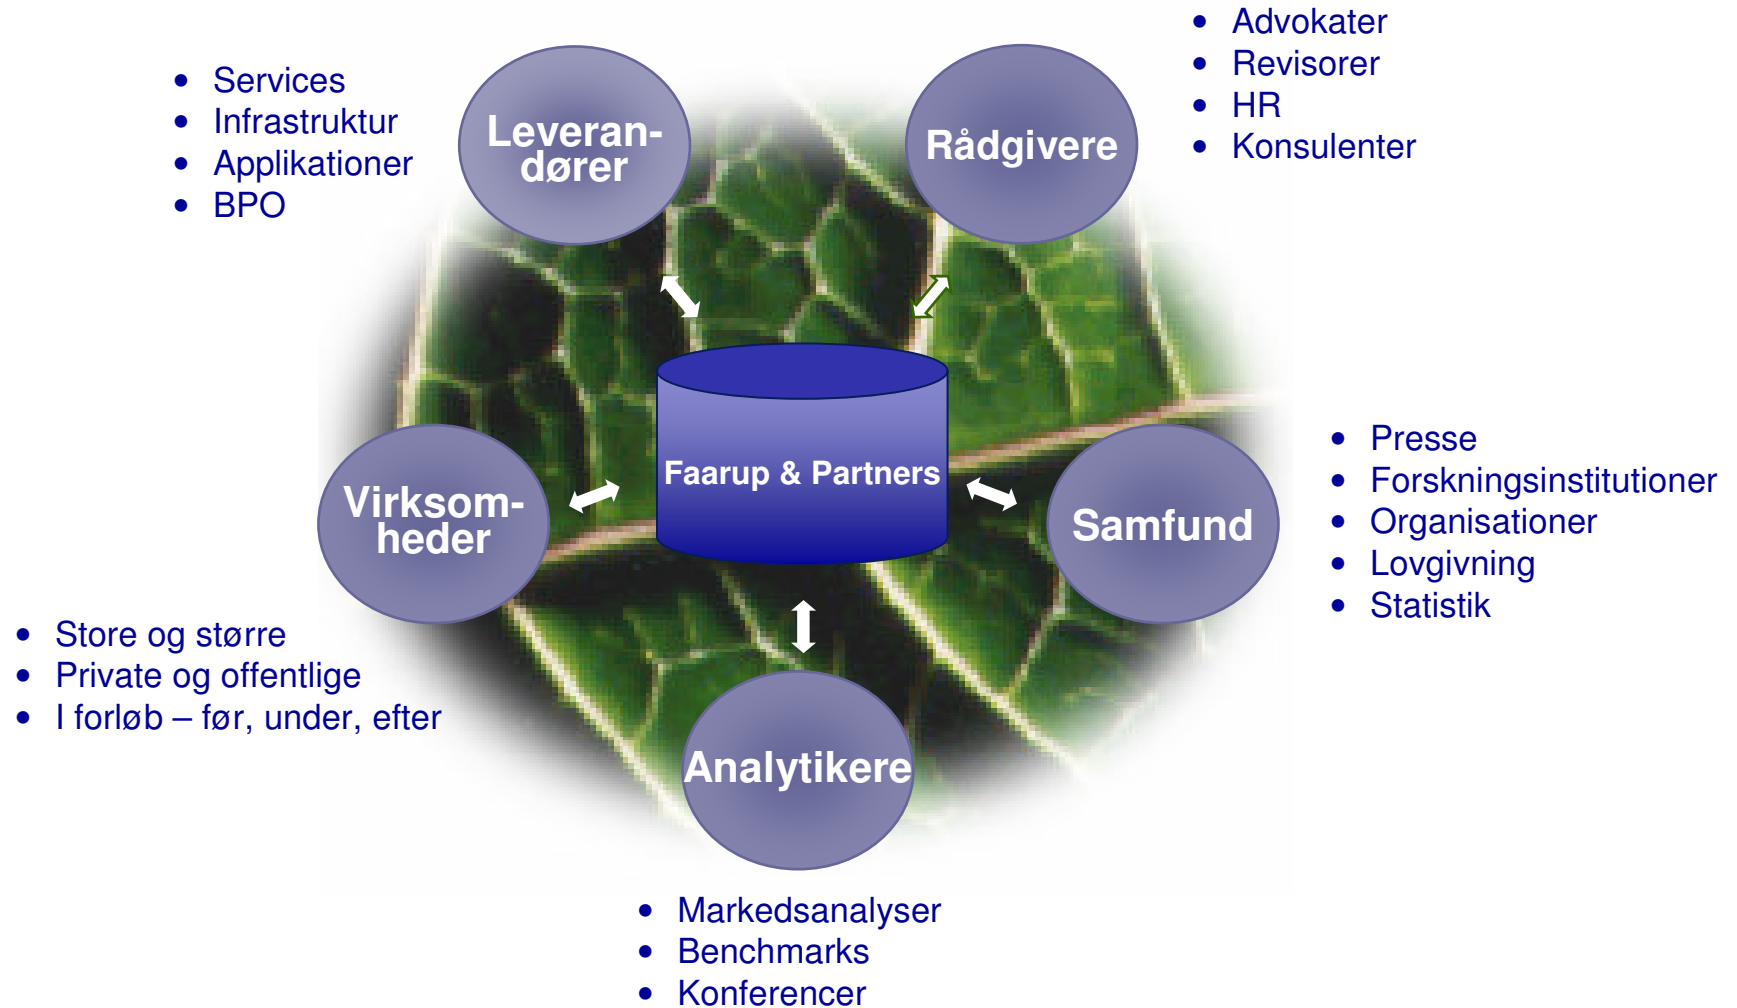 • Advokater
• Revisorer
• HR
• Konsulenter
• Services
• Infrastruktur
• Applikationer
• BPO
Leveran-
dører
Rådgivere
Faarup & Partners
Virksom-
heder
Samfund
• Presse
• Forskningsinstitutioner
• Organisationer
• Lovgivning
• Statistik
• Store og større
• Private og offentlige
• I forløb – før, under, efter
Analytikere
• Markedsanalyser
• Benchmarks
• Konferencer